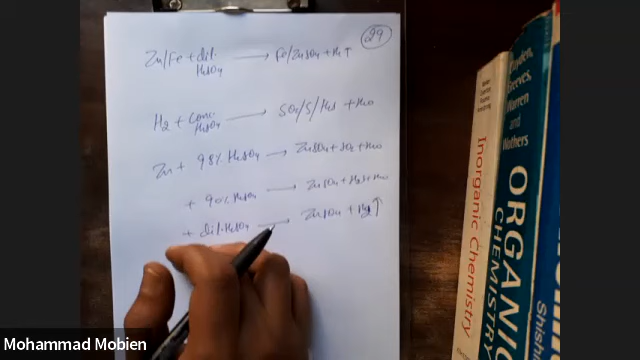 29
Zn/Fe + dil. H₂SO₄ → Fe/ZnSO₄ + H₂ ↑
H₂ + Conc. H₂SO₄ → SO₂/S/H₂S + H₂O
Zn + 98% H₂SO₄ → ZnSO₄ + SO₂ + H₂O
+ 90% H₂SO₄ → ZnSO₄ + H₂S + H₂O
+ dil. H₂SO₄ → ZnSO₄ + H₂ ↑
Inorganic Chemistry
Clayden,
Greeves,
Warren
and
Wothers
ORGANIC
CHEMISTRY
Mohammad Mobien